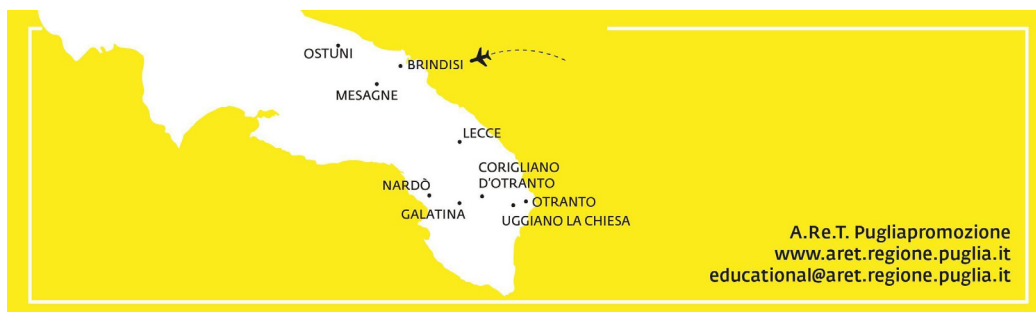 OSTUNI
BRINDISI
MESAGNE
LECCE
CORIGLIANO
D'OTRANTO
NARDÒ
GALATINA
OTRANTO
UGGIANO LA CHIESA
A.Re.T. Pugliapromozione
www.aret.regione.puglia.it
educational@aret.regione.puglia.it